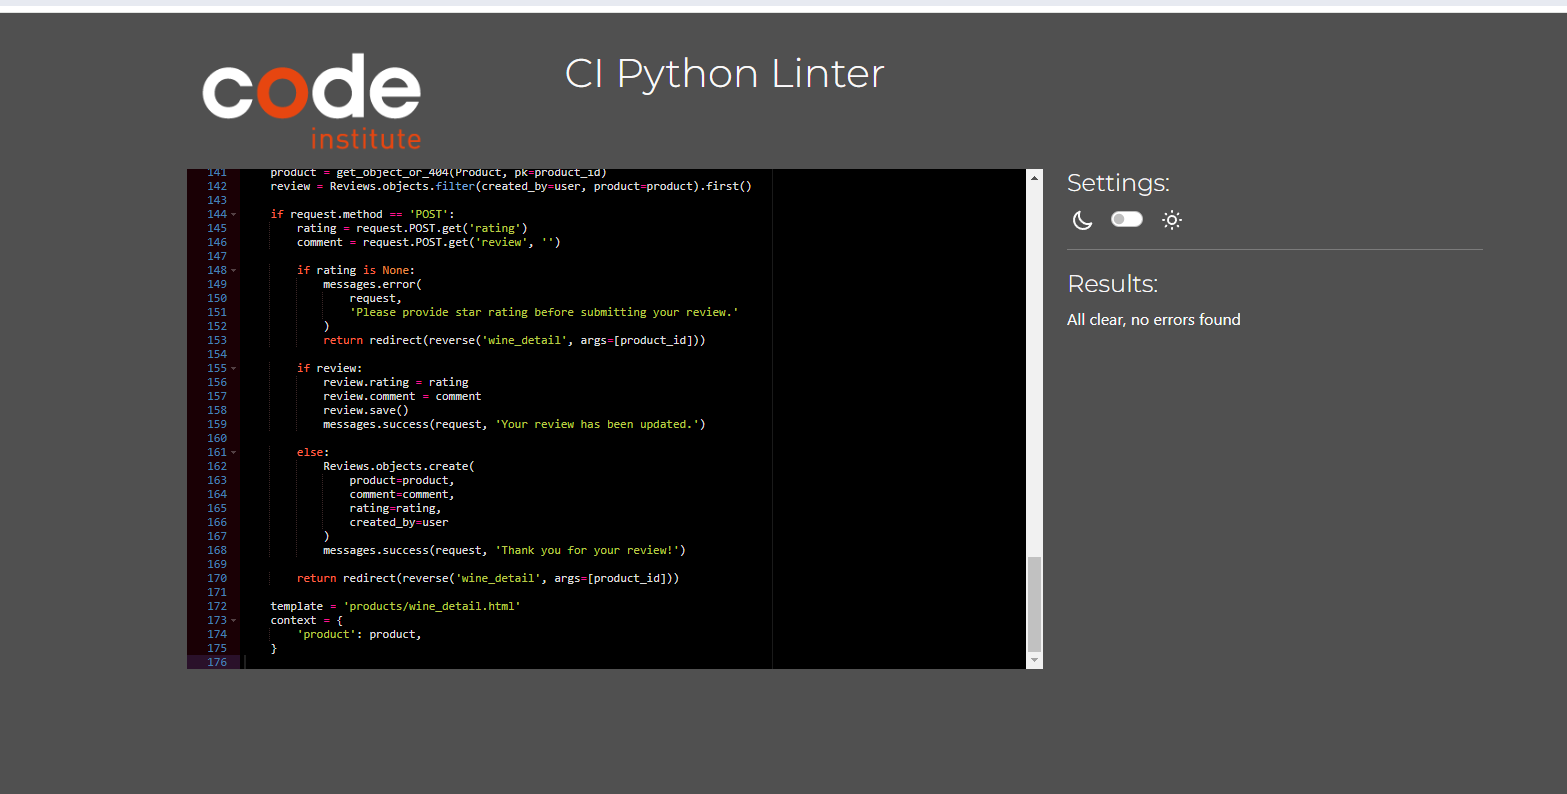 code
institute
CI Python Linter
141 product = get_object_or_404(Product, pk=product_id)
142 review = Reviews.objects.filter(created_by=user, product=product).first()
143
144 if request.method == 'POST':
145 rating = request.POST.get('rating')
146 comment = request.POST.get('review', '')
147
148 if rating is None:
149 messages.error(
150 request,
151 'Please provide star rating before submitting your review.'
152 )
153 return redirect(reverse('wine_detail', args=[product_id]))
154
155 if review:
156 review.rating = rating
157 review.comment = comment
158 review.save()
159 messages.success(request, 'Your review has been updated.')
160
161 else:
162 Reviews.objects.create(
163 product=product,
164 comment=comment,
165 rating=rating,
166 created_by=user
167 )
168 messages.success(request, 'Thank you for your review!')
169
170 return redirect(reverse('wine_detail', args=[product_id]))
171
172 template = 'products/wine_detail.html'
173 context = {
174 'product': product,
175 }
176
Settings:
Results:
All clear, no errors found